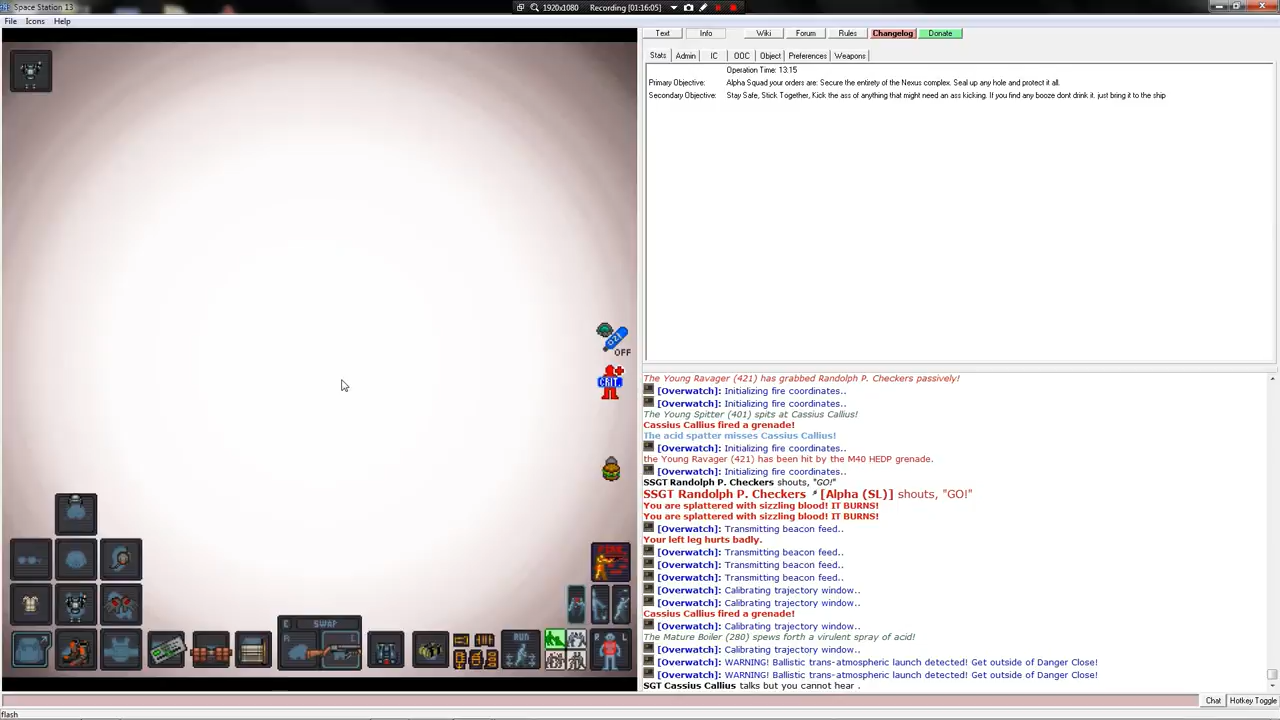 Space Station 13
1920x1080
Recording [01:16:05]
File Icons Help
Text Info Wiki Forum Rules Changelog Donate
Stats Admin IC OOC Object Preferences Weapons
Operation Time: 13:15
Primary Objective: Alpha Squad your orders are: Secure the entirety of the Nexus complex. Seal up any hole and protect it all.
Secondary Objective: Stay Safe, Stick Together, Kick the ass of anything that might need an ass kicking. If you find any booze dont drink it. just bring it to the ship
OFF
CRIT
SWAP
R L
RUN
R L
The Young Ravager (421) has grabbed Randolph P. Checkers passively!
[Overwatch]: Initializing fire coordinates..
[Overwatch]: Initializing fire coordinates..
The Young Spitter (401) spits at Cassius Callius!
Cassius Callius fired a grenade!
The acid spatter misses Cassius Callius!
[Overwatch]: Initializing fire coordinates..
the Young Ravager (421) has been hit by the M40 HEDP grenade.
[Overwatch]: Initializing fire coordinates..
SSGT Randolph P. Checkers shouts, "GO!"
SSGT Randolph P. Checkers [Alpha (SL)] shouts, "GO!"
You are splattered with sizzling blood! IT BURNS!
You are splattered with sizzling blood! IT BURNS!
[Overwatch]: Transmitting beacon feed..
Your left leg hurts badly.
[Overwatch]: Transmitting beacon feed..
[Overwatch]: Transmitting beacon feed..
[Overwatch]: Transmitting beacon feed..
[Overwatch]: Calibrating trajectory window..
[Overwatch]: Calibrating trajectory window..
Cassius Callius fired a grenade!
[Overwatch]: Calibrating trajectory window..
The Mature Boiler (280) spews forth a virulent spray of acid!
[Overwatch]: Calibrating trajectory window..
[Overwatch]: WARNING! Ballistic trans-atmospheric launch detected! Get outside of Danger Close!
[Overwatch]: WARNING! Ballistic trans-atmospheric launch detected! Get outside of Danger Close!
SGT Cassius Callius talks but you cannot hear .
Chat Hotkey Toggle
flash